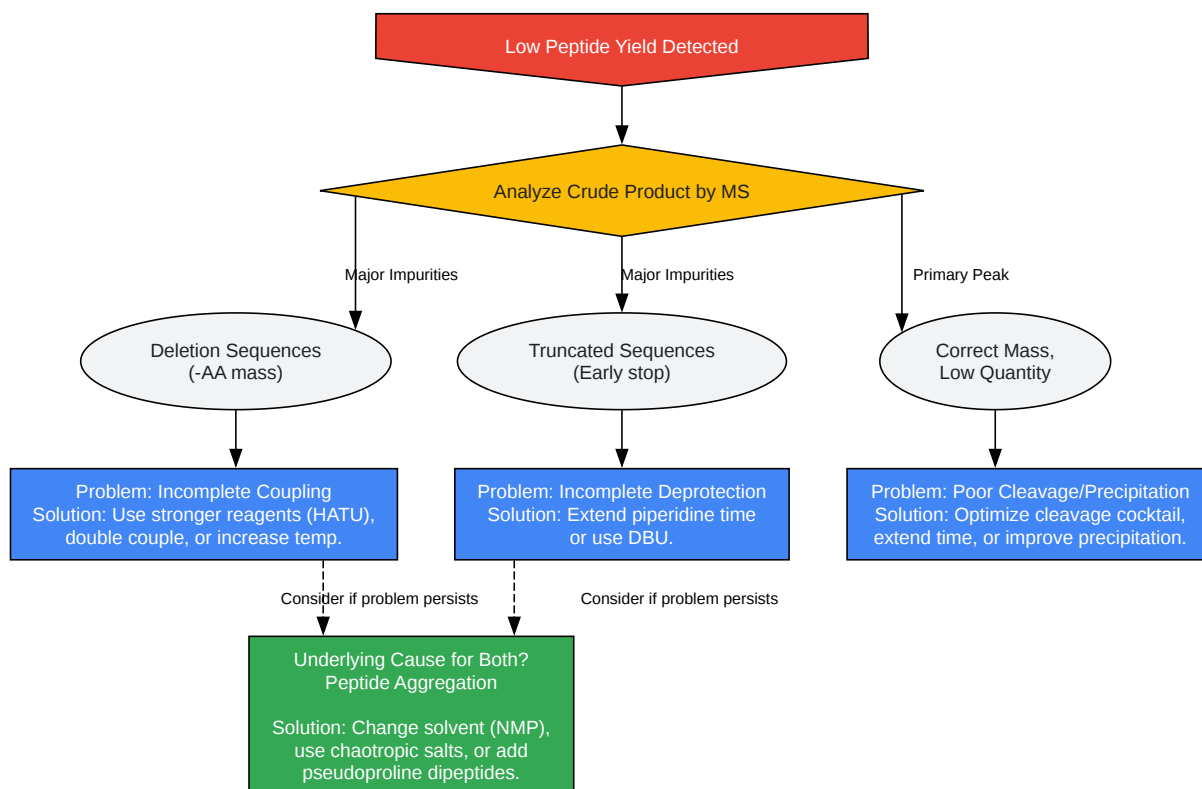 Low Peptide Yield Detected
Analyze Crude Product by MS
Major Impurities
Major Impurities
Primary Peak
Deletion Sequences
(-AA mass)
Truncated Sequences
(Early stop)
Correct Mass,
Low Quantity
Problem: Incomplete Coupling
Solution: Use stronger reagents (HATU),
double couple, or increase temp.
Problem: Incomplete Deprotection
Solution: Extend piperidine time
or use DBU.
Problem: Poor Cleavage/Precipitation
Solution: Optimize cleavage cocktail,
extend time, or improve precipitation.
Consider if problem persists
Consider if problem persists
Underlying Cause for Both?
Peptide Aggregation
Solution: Change solvent (NMP),
use chaotropic salts, or add
pseudoproline dipeptides.